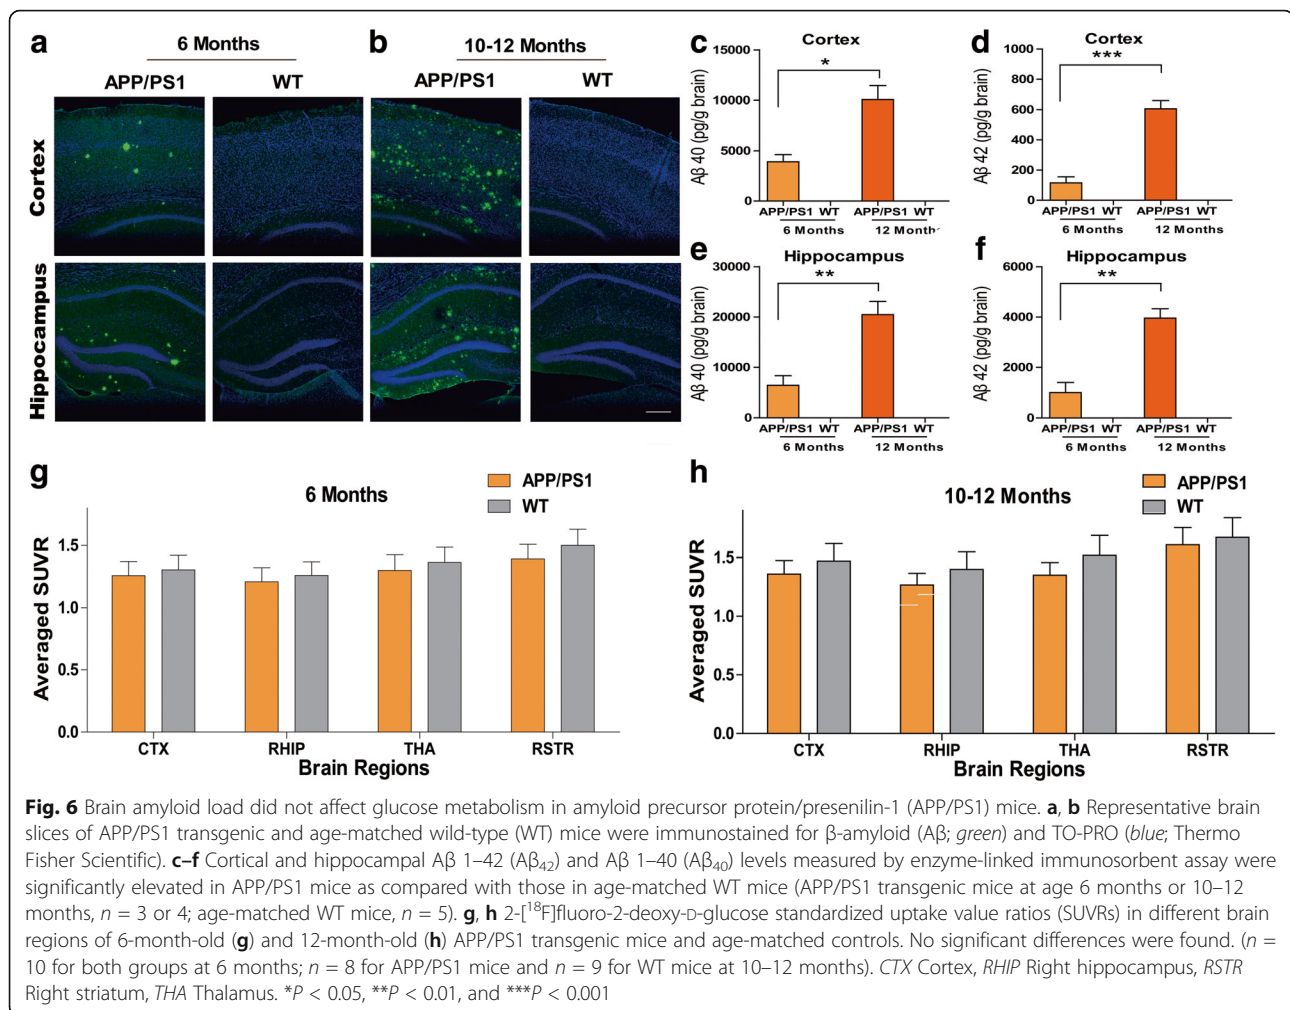 a
6 Months
APP/PS1
WT
b
10-12 Months
APP/PS1
WT
Cortex
Hippocampus
c
Cortex
Aβ 40 (pg/g brain)
15000
10000
5000
0
*
APP/PS1 WT APP/PS1 WT
6 Months 12 Months
d
Cortex
Aβ 42 (pg/g brain)
1000
800
600
400
200
0
***
APP/PS1 WT APP/PS1 WT
6 Months 12 Months
e
Hippocampus
Aβ 40 (pg/g brain)
30000
20000
10000
0
**
APP/PS1 WT APP/PS1 WT
6 Months 12 Months
f
Hippocampus
Aβ 42 (pg/g brain)
6000
4000
2000
0
**
APP/PS1 WT APP/PS1 WT
6 Months 12 Months
g
6 Months
APP/PS1
WT
Averaged SUVR
1.5
1.0
0.5
0.0
CTX RHIP THA RSTR
Brain Regions
h
10-12 Months
APP/PS1
WT
Averaged SUVR
1.5
1.0
0.5
0.0
CTX RHIP THA RSTR
Brain Regions
Fig. 6 Brain amyloid load did not affect glucose metabolism in amyloid precursor protein/presenilin-1 (APP/PS1) mice. a, b Representative brain
slices of APP/PS1 transgenic and age-matched wild-type (WT) mice were immunostained for β-amyloid (Aβ; green) and TO-PRO (blue; Thermo
Fisher Scientific). c–f Cortical and hippocampal Aβ 1–42 (Aβ₄₂) and Aβ 1–40 (Aβ₄₀) levels measured by enzyme-linked immunosorbent assay were
significantly elevated in APP/PS1 mice as compared with those in age-matched WT mice (APP/PS1 transgenic mice at age 6 months or 10–12
months, n = 3 or 4; age-matched WT mice, n = 5). g, h 2-[¹⁸F]fluoro-2-deoxy-D-glucose standardized uptake value ratios (SUVRs) in different brain
regions of 6-month-old (g) and 12-month-old (h) APP/PS1 transgenic mice and age-matched controls. No significant differences were found. (n =
10 for both groups at 6 months; n = 8 for APP/PS1 mice and n = 9 for WT mice at 10–12 months). CTX Cortex, RHIP Right hippocampus, RSTR
Right striatum, THA Thalamus. *P < 0.05, **P < 0.01, and ***P < 0.001